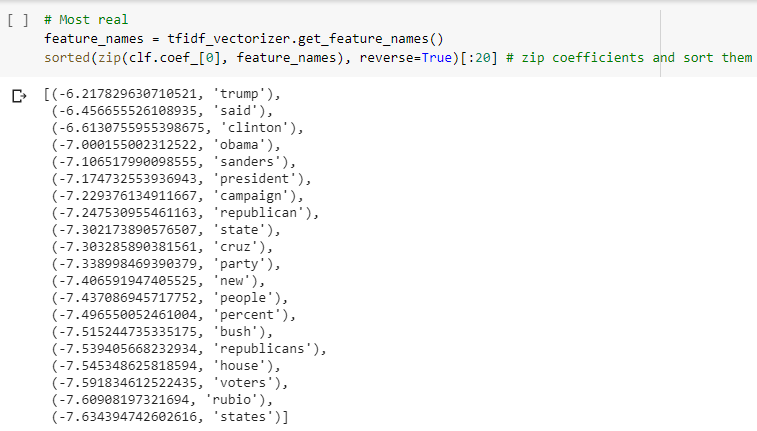 [ ] # Most real
feature_names = tfidf_vectorizer.get_feature_names()
sorted(zip(clf.coef_[0], feature_names), reverse=True)[:20] # zip coefficients and sort them
[(-6.217829630710521, 'trump'),
(-6.456655526108935, 'said'),
(-6.6130755955398675, 'clinton'),
(-7.000155002312522, 'obama'),
(-7.106517990098555, 'sanders'),
(-7.174732553936943, 'president'),
(-7.229376134911667, 'campaign'),
(-7.247530955461163, 'republican'),
(-7.302173890576507, 'state'),
(-7.303285890381561, 'cruz'),
(-7.338998469390379, 'party'),
(-7.406591947405525, 'new'),
(-7.437086945717752, 'people'),
(-7.496550052461004, 'percent'),
(-7.515244735335175, 'bush'),
(-7.539405668232934, 'republicans'),
(-7.545348625818594, 'house'),
(-7.591834612522435, 'voters'),
(-7.60908197321694, 'rubio'),
(-7.634394742602616, 'states')]